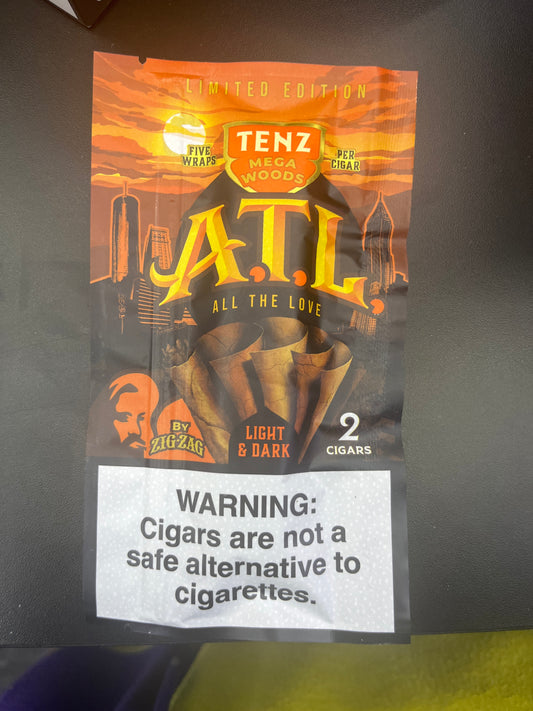 LIMITED EDITION
FIVE
WRAPS
TENZ
MEGA
WOODS
PER
CIGAR
A.T.L.
ALL THE LOVE
BY
ZIG-ZAG
LIGHT
& DARK
2
CIGARS
WARNING:
Cigars are not a
safe alternative to
cigarettes.